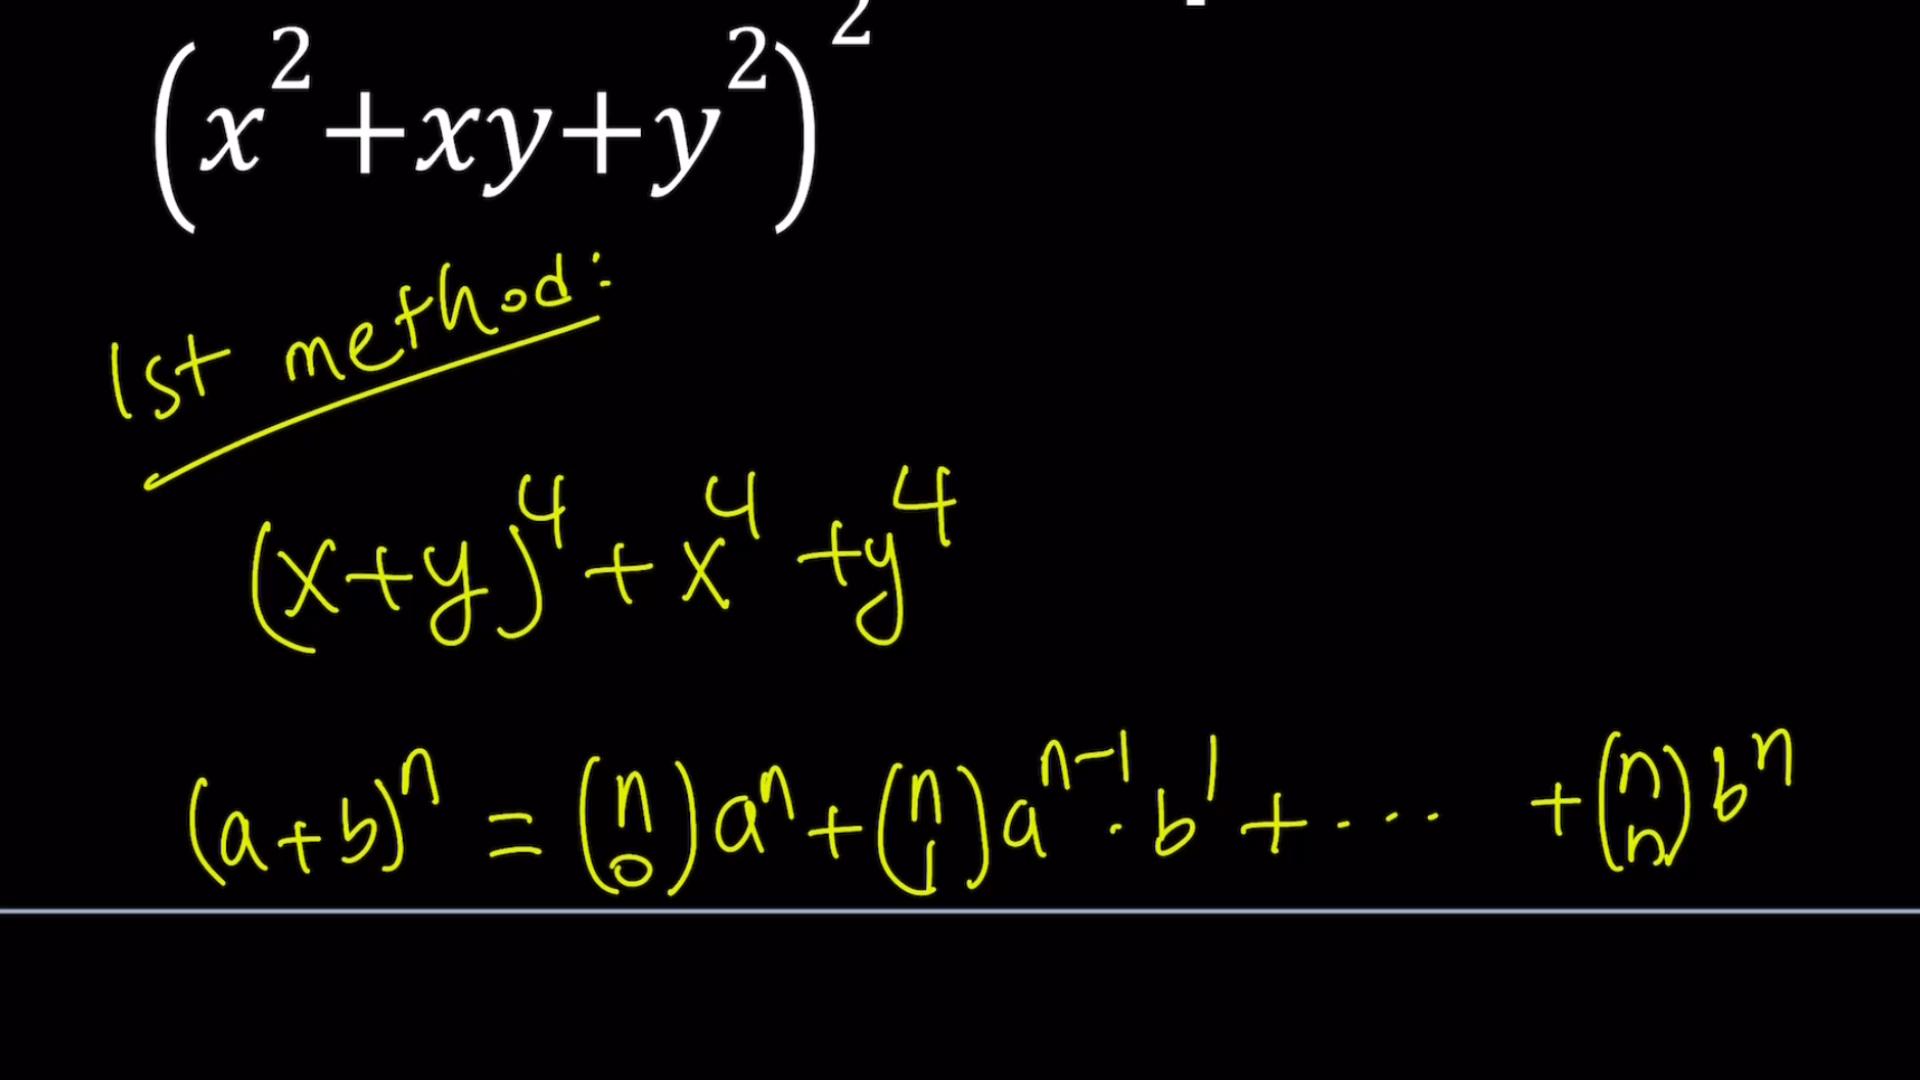 (x²+xy+y²)²
1st method:
(x+y)⁴+x⁴+y⁴
(a+b)ⁿ = (n 0)aⁿ+(n 1)aⁿ⁻¹·b¹+.... +(n n)bⁿ